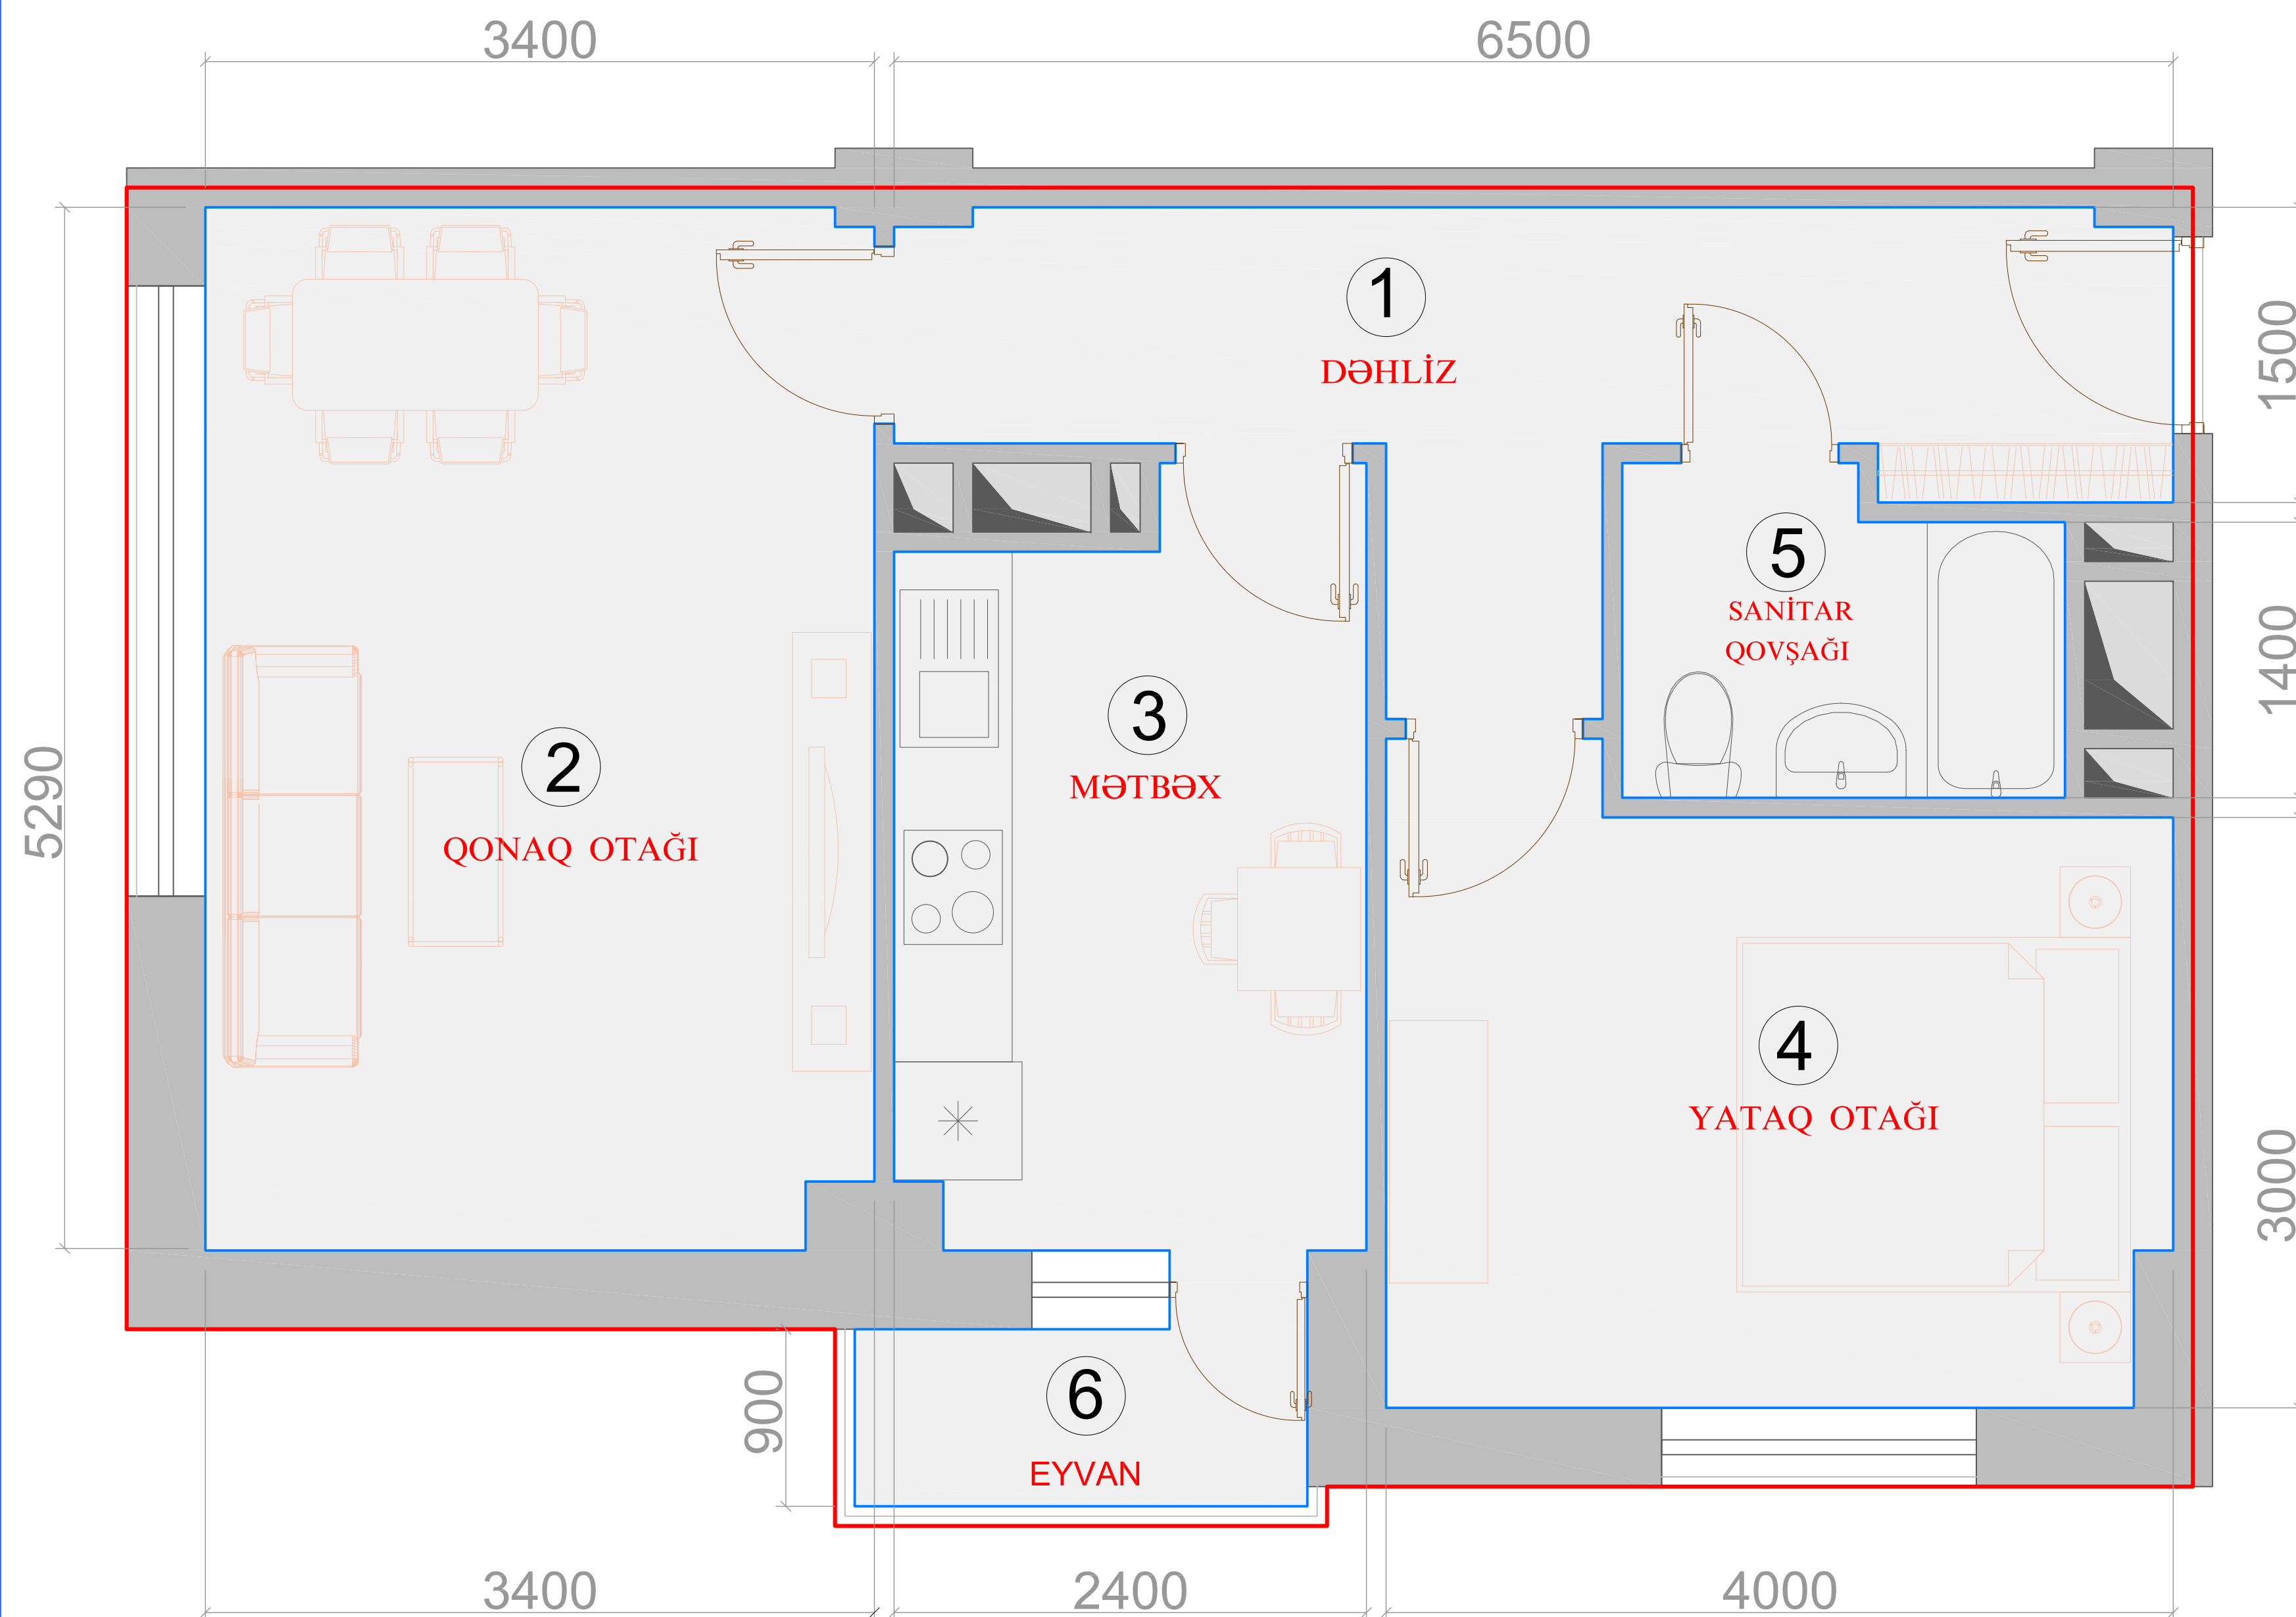 3400
6500
1
DƏHLİZ
1500
5
SANİTAR
QOVŞAĞI
1400
3
MƏTBƏX
2
QONAQ OTAĞI
5290
4
YATAQ OTAĞI
3000
6
EYVAN
900
3400
2400
4000